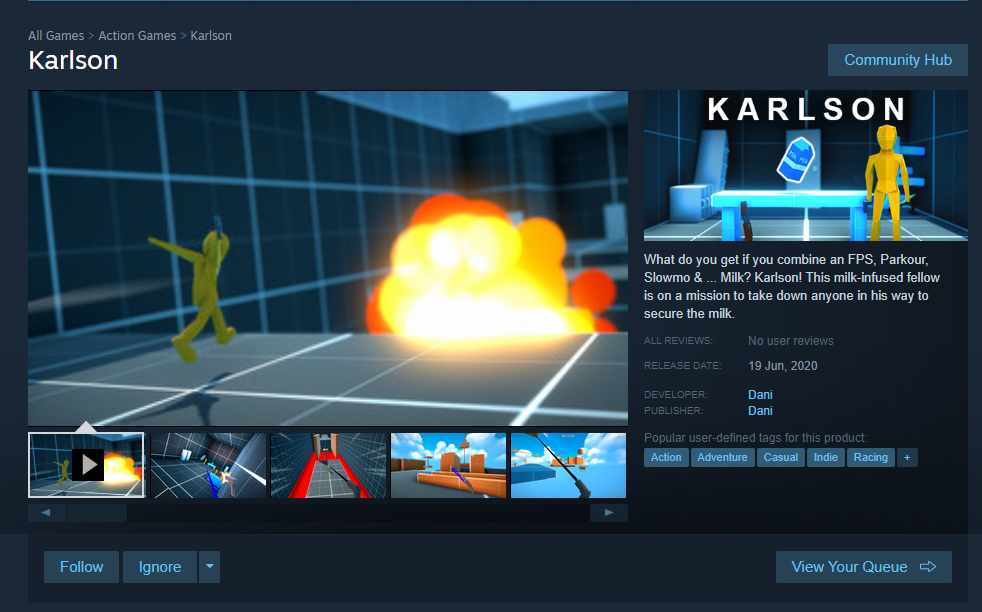 All Games > Action Games > Karlson
Karlson
Community Hub
KARLSON
What do you get if you combine an FPS, Parkour,
Slowmo & ... Milk? Karlson! This milk-infused fellow
is on a mission to take down anyone in his way to
secure the milk.
ALL REVIEWS: No user reviews
RELEASE DATE: 19 Jun, 2020
DEVELOPER: Dani
PUBLISHER: Dani
Popular user-defined tags for this product:
Action Adventure Casual Indie Racing +
Follow Ignore
View Your Queue